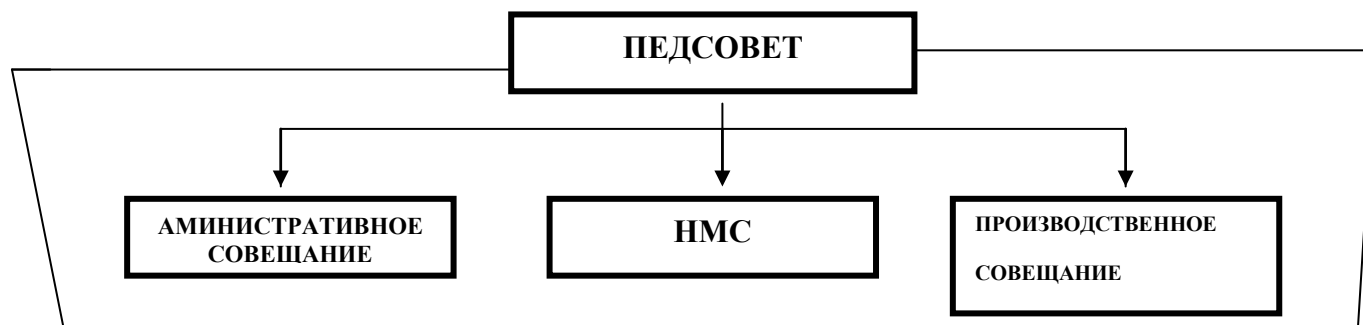 ПЕДСОВЕТ
АМИНИСТРАТИВНОЕ
СОВЕЩАНИЕ
НМС
ПРОИЗВОДСТВЕННОЕ
СОВЕЩАНИЕ